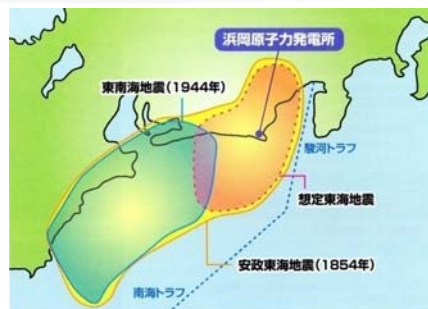 浜岡原子力発電所
東南海地震(1944年)
駿河トラフ
想定東海地震
安政東海地震(1854年)
南海トラフ